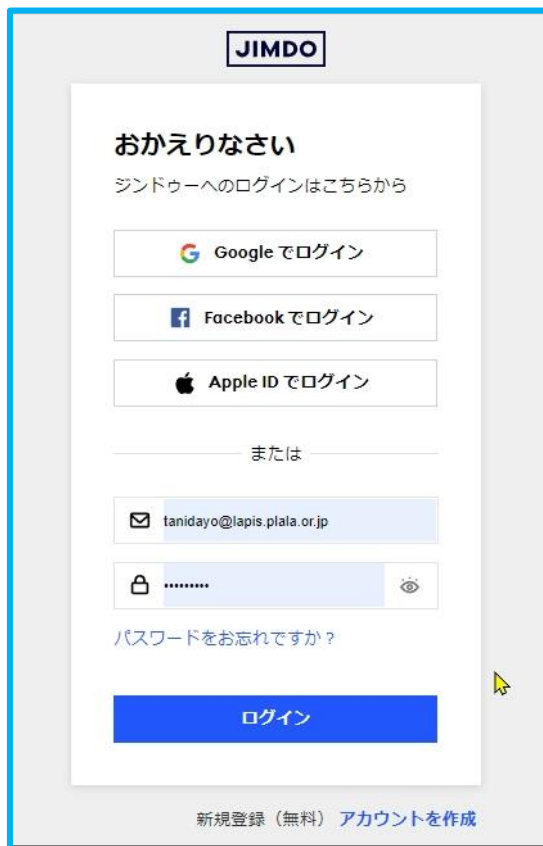 JIMDO
おかえりなさい
ジンドゥーへのログインはこちらから
Google でログイン
Facebook でログイン
Apple ID でログイン
または
tanidayo@lapis.plala.or.jp
•••••••••
パスワードをお忘れですか？
ログイン
新規登録（無料） アカウントを作成